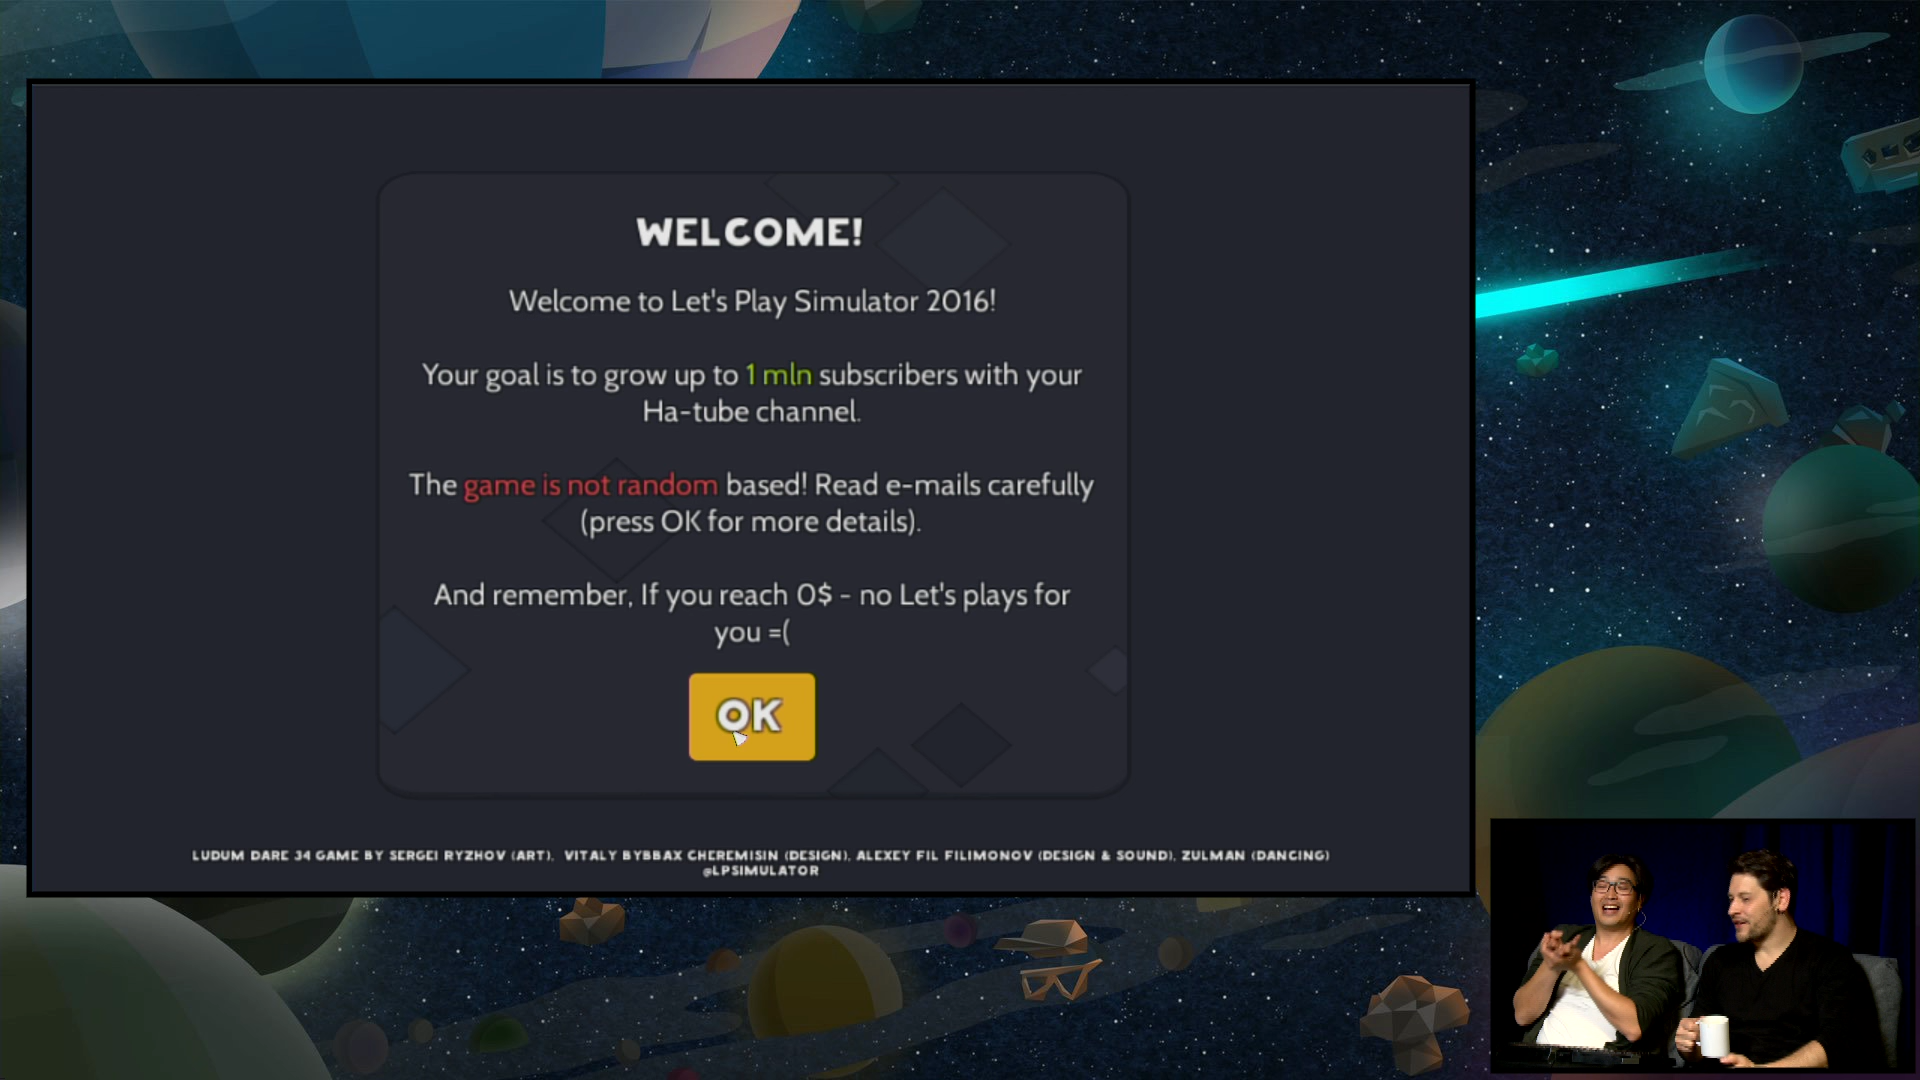 WELCOME!
Welcome to Let's Play Simulator 2016!
Your goal is to grow up to 1 mln subscribers with your
Ha-tube channel.
The game is not random based! Read e-mails carefully
(press OK for more details).
And remember, If you reach 0$ - no Let's plays for
you =(
OK
LUDUM DARE 34 GAME BY SERGEI RYZHOV (ART), VITALY BYBBAX CHEREMISIN (DESIGN), ALEXEY FIL FILIMONOV (DESIGN & SOUND), ZULMAN (DANCING)
@LPSIMULATOR